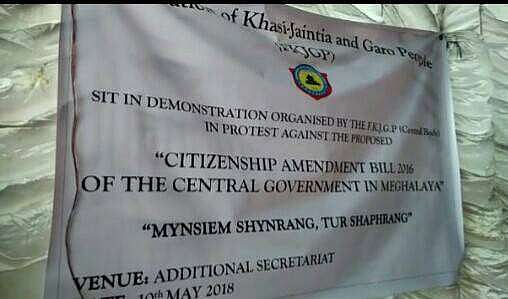 of Khasi-Jaintia and Garo People
(FKJGP)
SIT IN DEMONSTRATION ORGANISED BY THE F.K.J.G.P (Central Body)
IN PROTEST AGAINST THE PROPOSED
"CITIZENSHIP AMENDMENT BILL 2016
OF THE CENTRAL GOVERNMENT IN MEGHALAYA"
"MYNSIEM SHYNRANG, TUR SHAPHRANG"
VENUE: ADDITIONAL SECRETARIAT
DATE: 10th MAY 2018